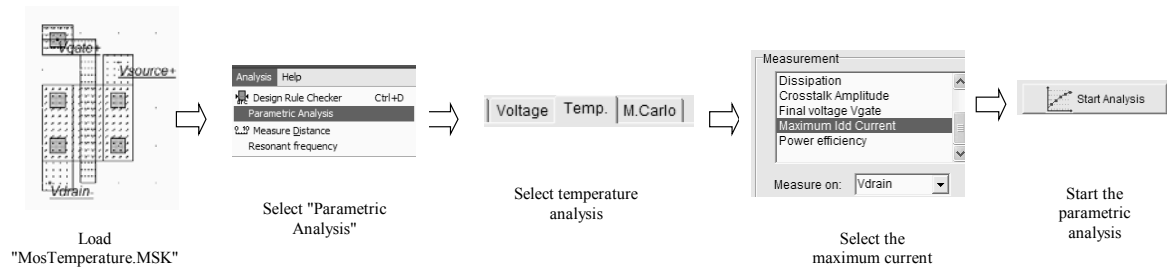 Vgate+
Vsource+
Vdrain-
Load
"MosTemperature.MSK"
Analysis Help
DRC Design Rule Checker Ctrl+D
Parametric Analysis
Measure Distance
Resonant frequency
Select "Parametric
Analysis"
Voltage Temp. M.Carlo
Select temperature
analysis
Measurement
Dissipation
Crosstalk Amplitude
Final voltage Vgate
Maximum Idd Current
Power efficiency
Measure on: Vdrain
Select the
maximum current
Start Analysis
Start the
parametric
analysis